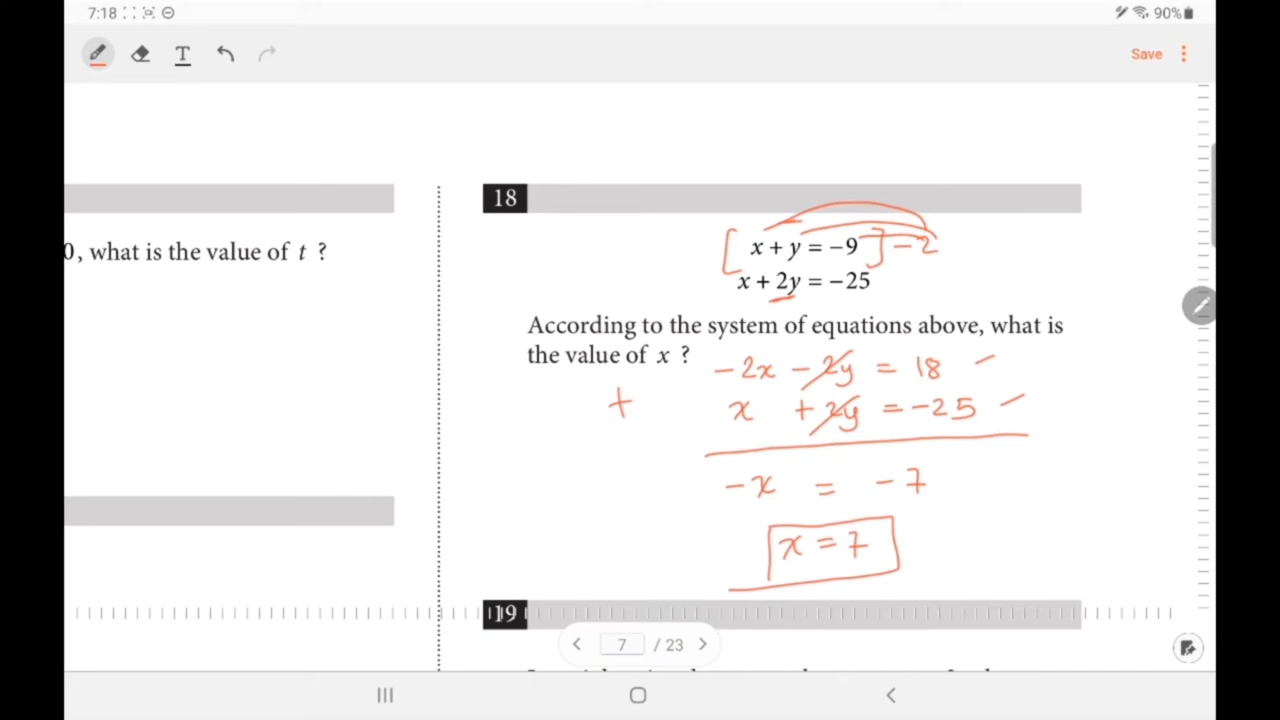 7:18 90%
T Save
18
0, what is the value of t ?
[ x + y = −9 ] −2
x + 2y = −25
According to the system of equations above, what is
the value of x ?
−2x − 2y = 18
+ x + 2y = −25
−x = −7
x = 7
19
7 / 23